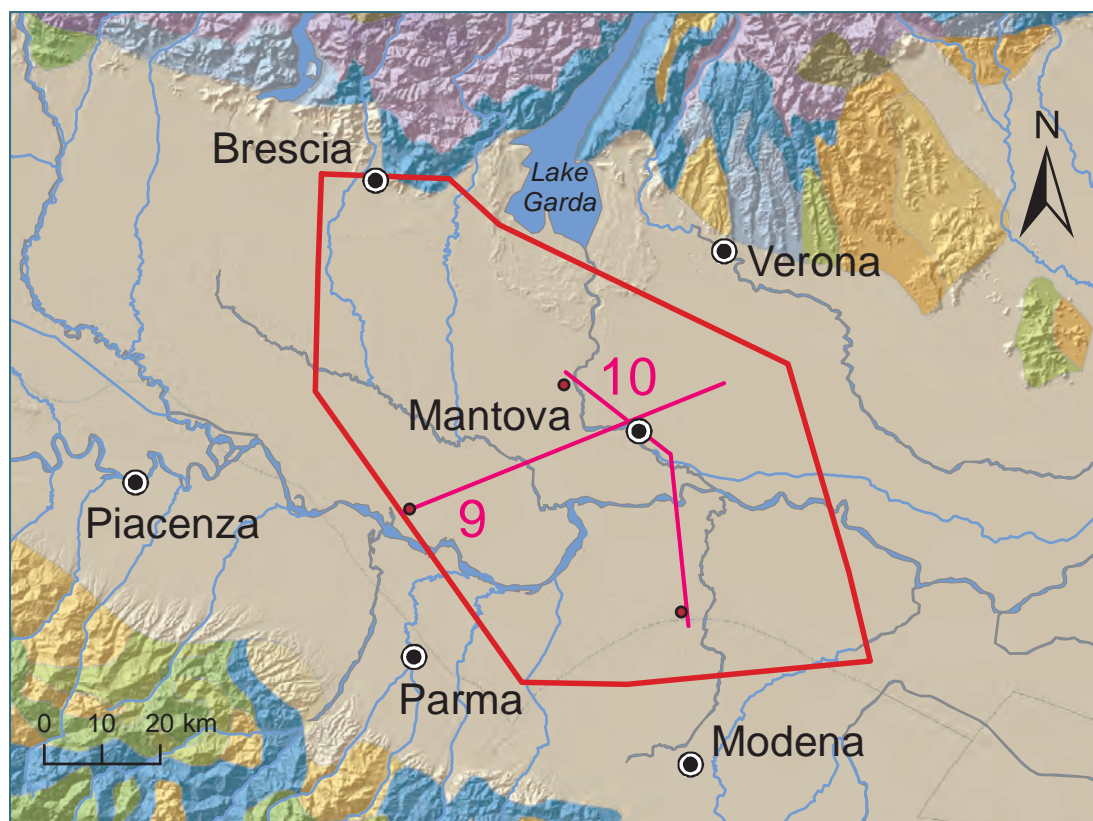 Brescia
Lake
Garda
N
Verona
10
Mantova
9
Piacenza
Parma
0 10 20 km
Modena